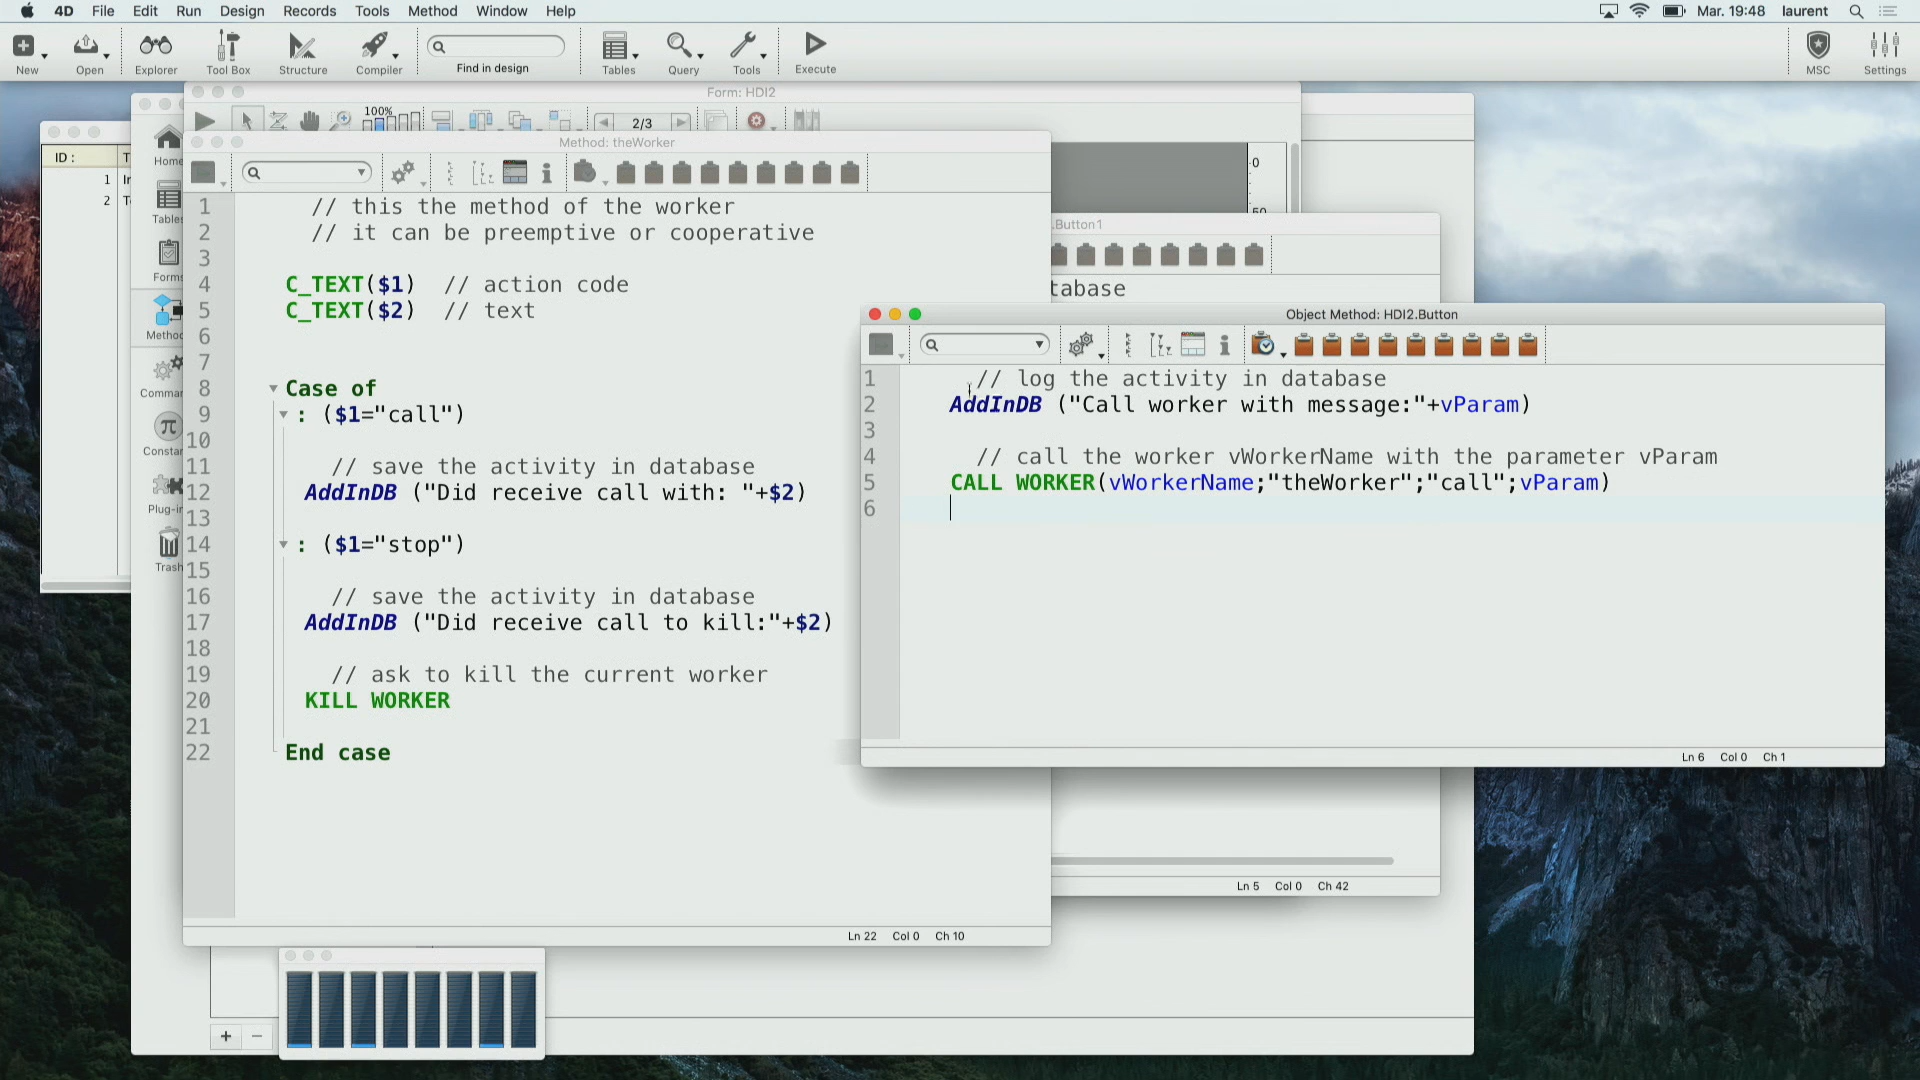 4D File Edit Run Design Records Tools Method Window Help
Mar. 19:48 laurent
New Open Explorer Tool Box Structure Compiler Find in design Tables Query Tools Execute MSC Settings
Form: HDI2
100%
2/3
Method: theWorker
ID :
1
2
Home
Tables
Forms
Trash
0
.Button1
tabase
1 // this the method of the worker
2 // it can be preemptive or cooperative
3
4 C_TEXT($1) // action code
5 C_TEXT($2) // text
6
7
8 Case of
9 : ($1="call")
10
11 // save the activity in database
12 AddInDB ("Did receive call with: "+$2)
13
14 : ($1="stop")
15
16 // save the activity in database
17 AddInDB ("Did receive call to kill:"+$2)
18
19 // ask to kill the current worker
20 KILL WORKER
21
22 End case
Ln 22 Col 0 Ch 10
Object Method: HDI2.Button
1 // log the activity in database
2 AddInDB ("Call worker with message:"+vParam)
3
4 // call the worker vWorkerName with the parameter vParam
5 CALL WORKER(vWorkerName;"theWorker";"call";vParam)
6
Ln 6 Col 0 Ch 1
Ln 5 Col 0 Ch 42